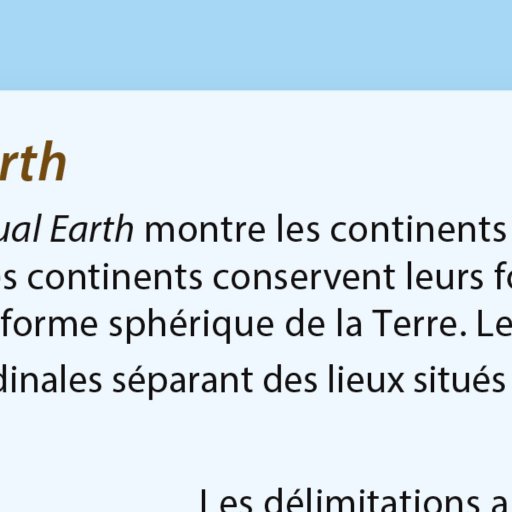 rth
ual Earth montre les continents
s continents conservent leurs fo
forme sphérique de la Terre. Le
dinales séparant des lieux situés
Les délimitations a